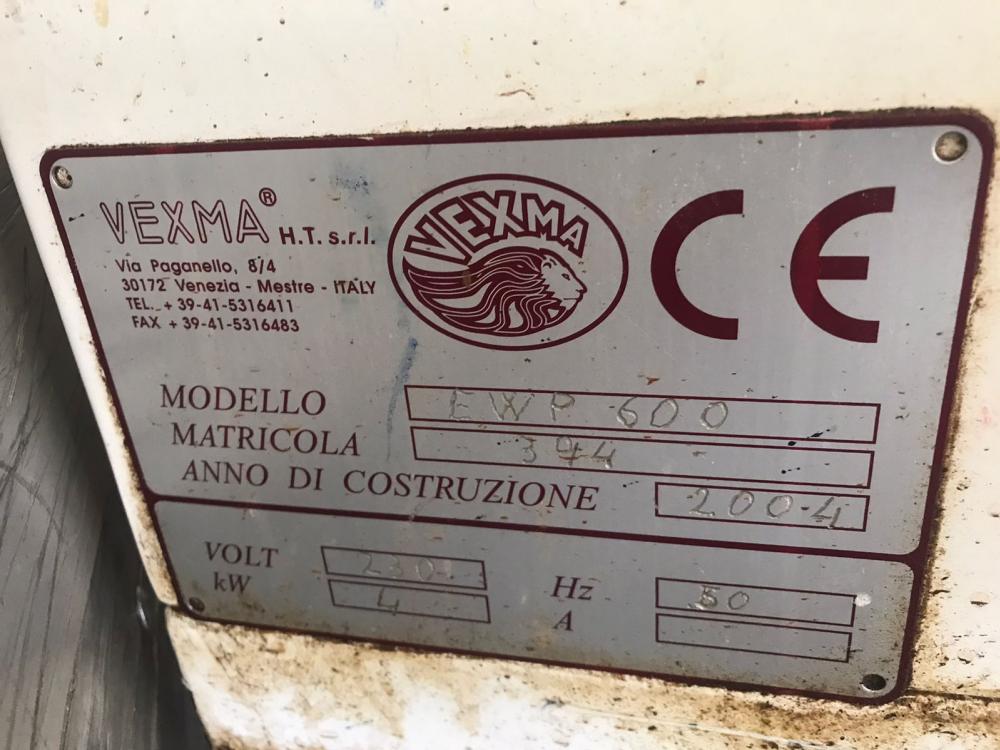 VEXMA® H.T. s.r.l.
Via Paganello, 8/4
30172 Venezia - Mestre - ITALY
TEL. + 39-41-5316411
FAX + 39-41-5316483
VEXMA
CE
MODELLO EWP 600
MATRICOLA 394
ANNO DI COSTRUZIONE 2004
VOLT 230 Hz 50
kW 4 A